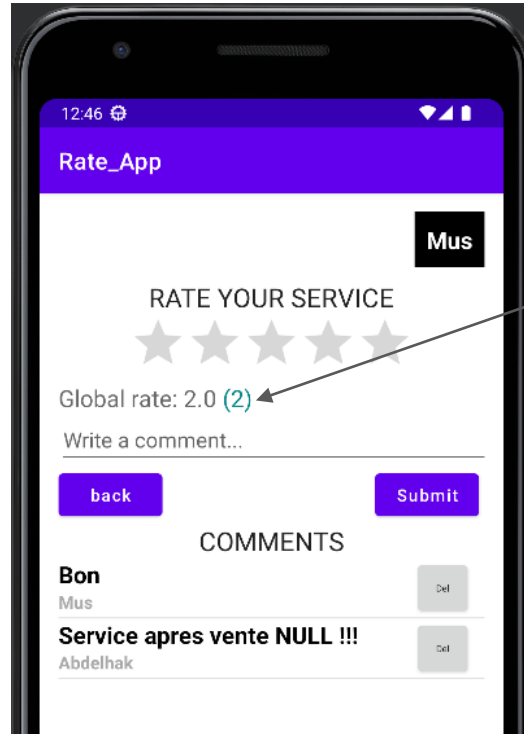 12:46
Rate_App
Mus
RATE YOUR SERVICE
Global rate: 2.0 (2)
Write a comment...
back Submit
COMMENTS
Bon
Mus
Del
Service apres vente NULL !!!
Abdelhak
Del